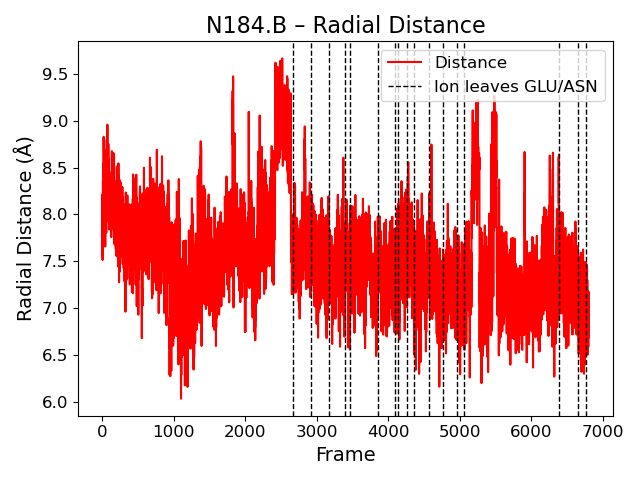 N184.B – Radial Distance
Distance
Ion leaves GLU/ASN
Radial Distance (Å)
9.5
9.0
8.5
8.0
7.5
7.0
6.5
6.0
0 1000 2000 3000 4000 5000 6000 7000
Frame